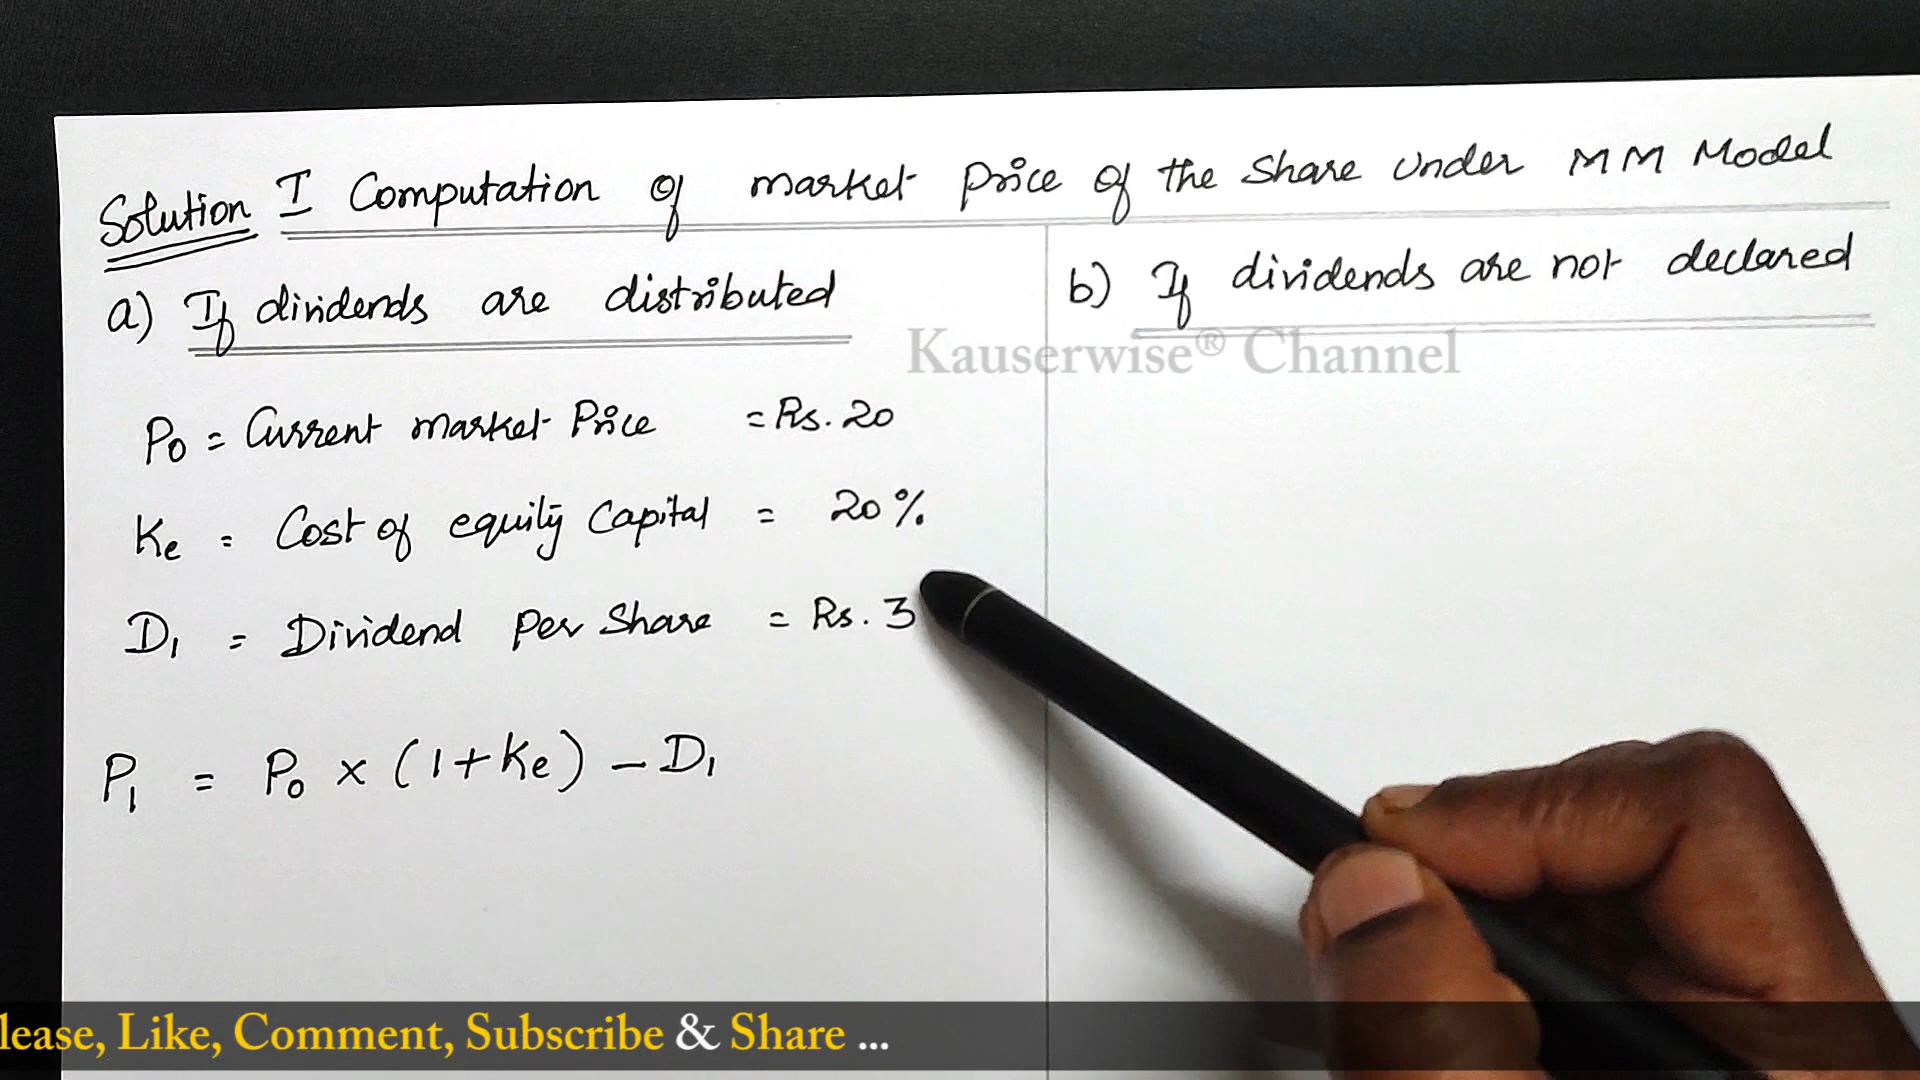 Solution I Computation of market Price of the Share Under MM Model
a) If dividends are distributed
P0 = Current market Price = Rs. 20
Ke = Cost of equity Capital = 20%
D1 = Dividend Per Share = Rs. 3
P1 = P0 × (1+Ke) – D1
b) If dividends are not declared
Kauserwise® Channel
lease, Like, Comment, Subscribe & Share ...